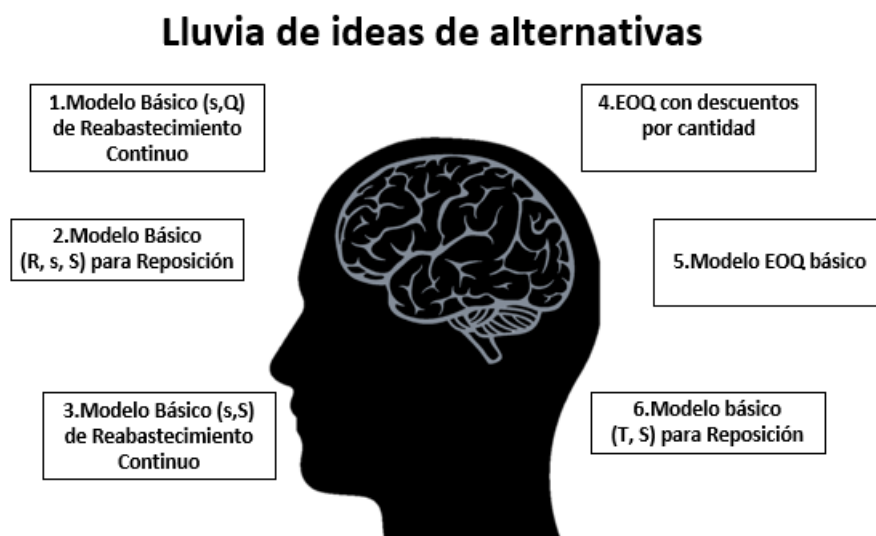 Lluvia de ideas de alternativas
1.Modelo Básico (s,Q)
de Reabastecimiento
Continuo
2.Modelo Básico
(R, s, S) para Reposición
3.Modelo Básico (s,S)
de Reabastecimiento
Continuo
4.EOQ con descuentos
por cantidad
5.Modelo EOQ básico
6.Modelo básico
(T, S) para Reposición